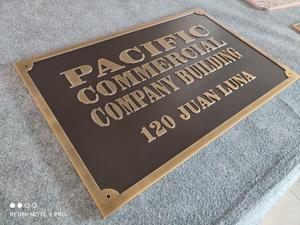 PACIFIC
COMMERCIAL
COMPANY BUILDING
120 JUAN LUNA
REDMI NOTE 9 PRO